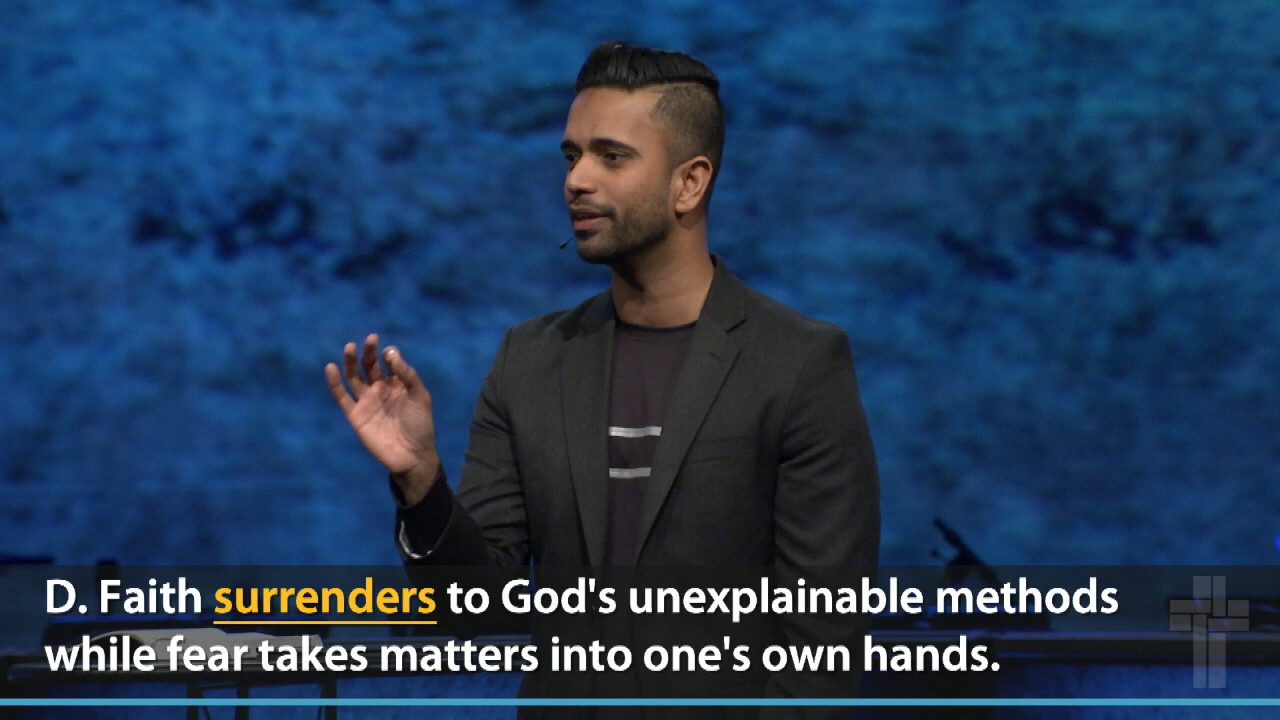 D. Faith surrenders to God's unexplainable methods
while fear takes matters into one's own hands.